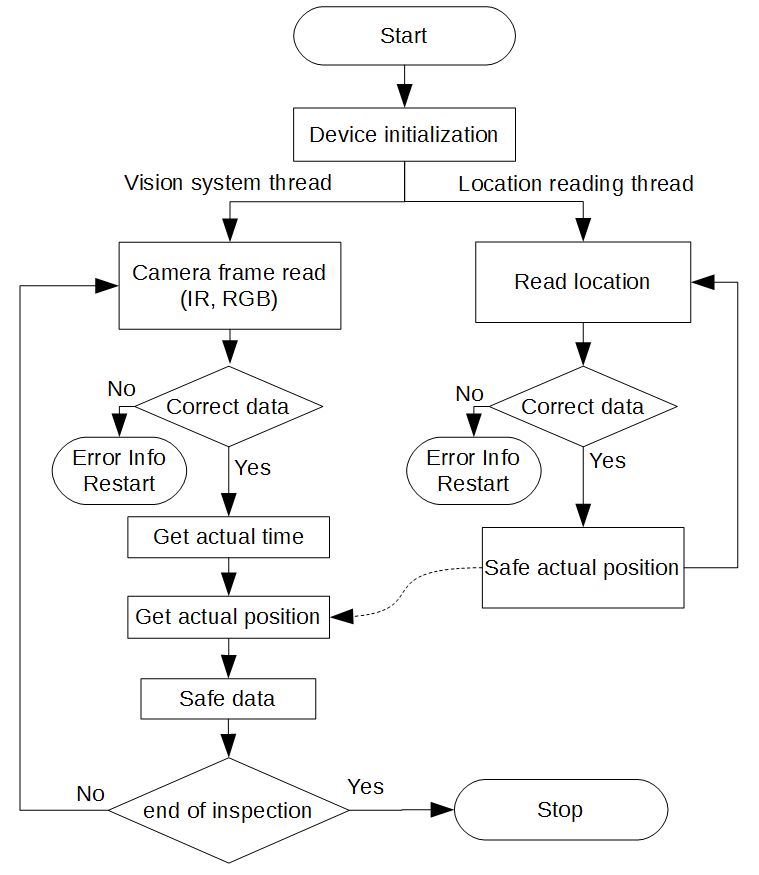 Start
Device initialization
Vision system thread
Location reading thread
Camera frame read
(IR, RGB)
Read location
No
Correct data
No
Correct data
Error Info
Restart
Yes
Error Info
Restart
Yes
Get actual time
Safe actual position
Get actual position
Safe data
No
end of inspection
Yes
Stop